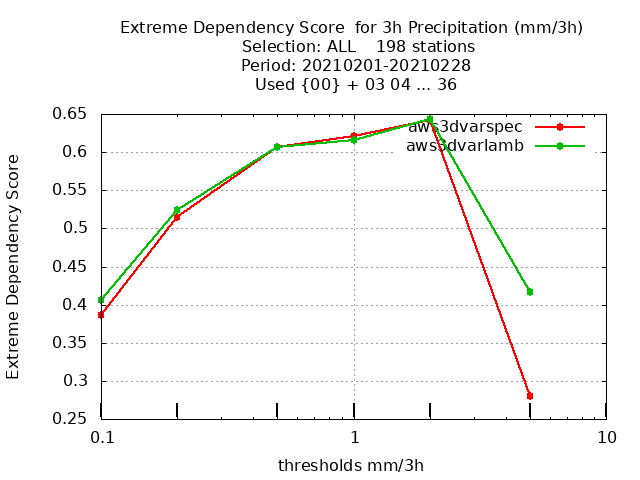 Extreme Dependency Score  for 3h Precipitation (mm/3h)
Selection: ALL    198 stations
Period: 20210201-20210228
Used {00} + 03 04 ... 36
aws3dvarspec
aws3dvarlamb
0.65
0.6
0.55
0.5
0.45
0.4
0.35
0.3
0.25
Extreme Dependency Score
0.1
1
10
thresholds mm/3h